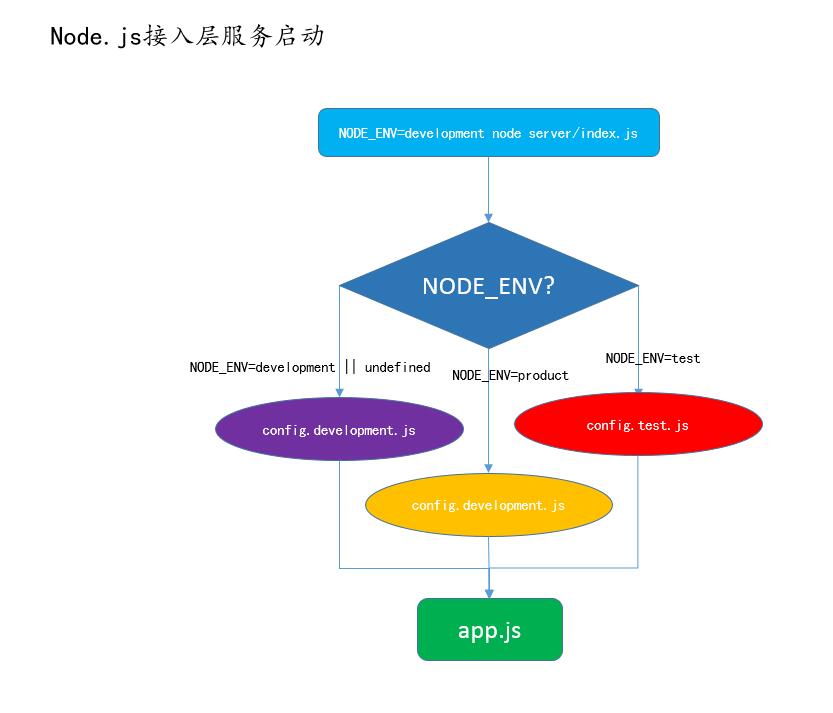 Node.js接入层服务启动
NODE_ENV=development node server/index.js
NODE_ENV?
NODE_ENV=development || undefined
NODE_ENV=product
NODE_ENV=test
config.development.js
config.test.js
config.development.js
app.js